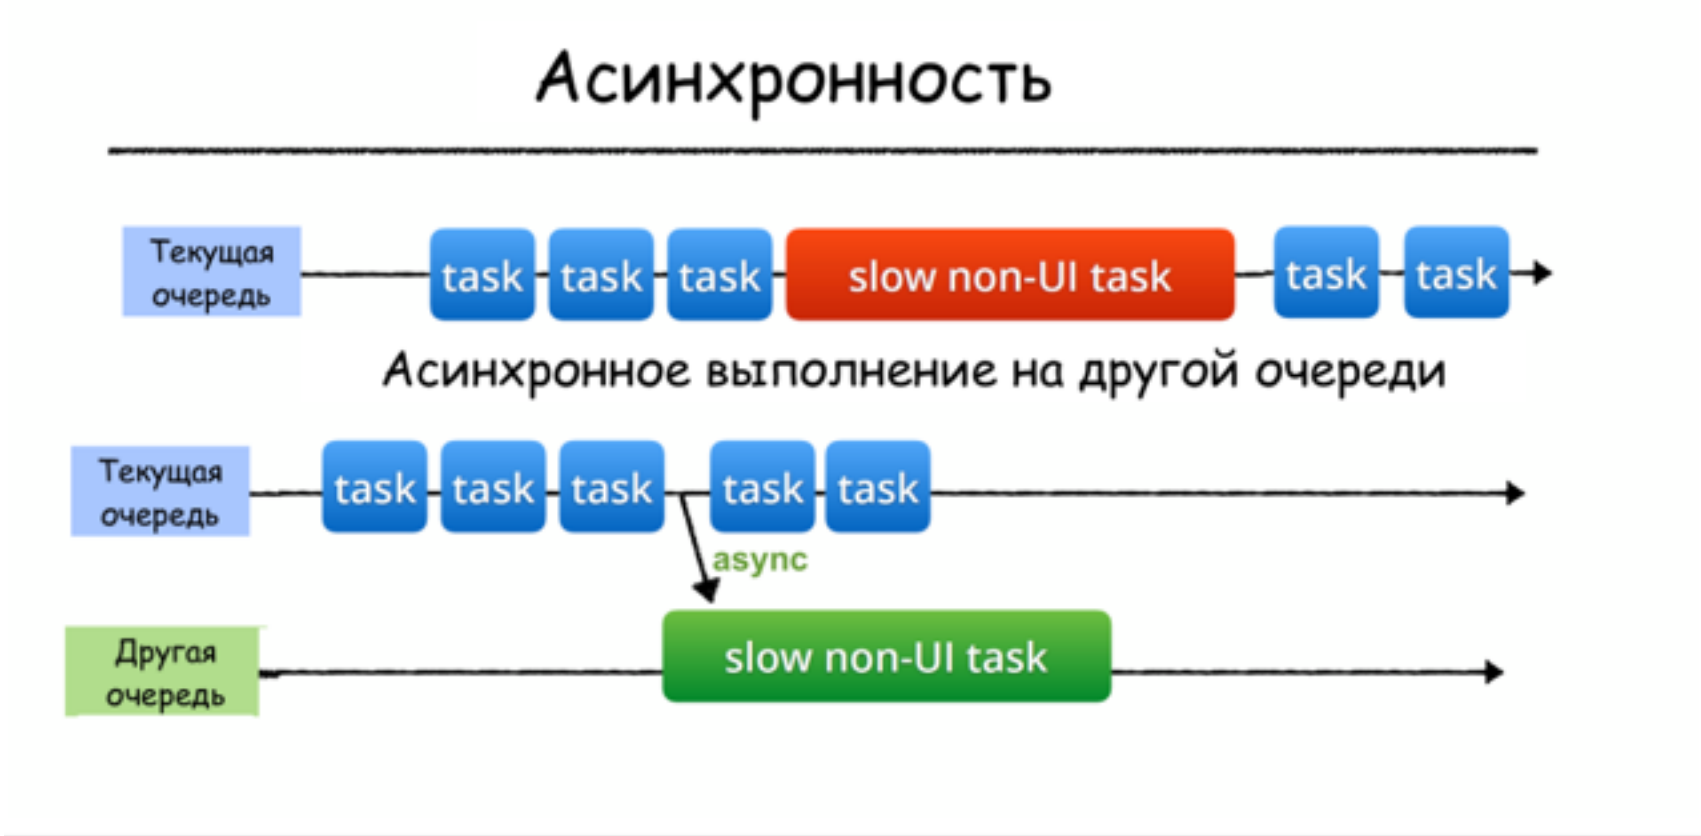 Асинхронность
Текущая
очередь
task task task slow non-UI task task task
Асинхронное выполнение на другой очереди
Текущая
очередь
task task task task task
async
Другая
очередь
slow non-UI task